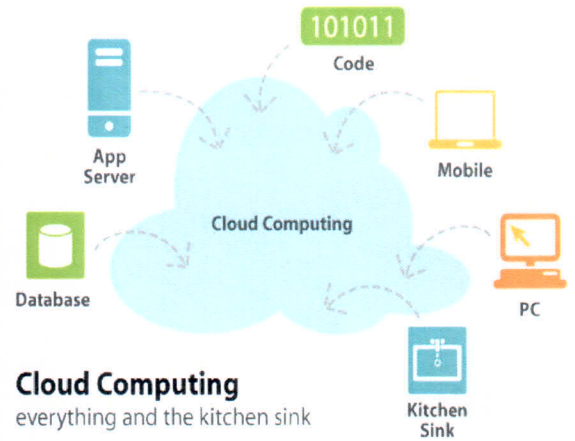 101011
Code
App
Server
Mobile
Cloud Computing
Database
PC
Cloud Computing
everything and the kitchen sink
Kitchen
Sink